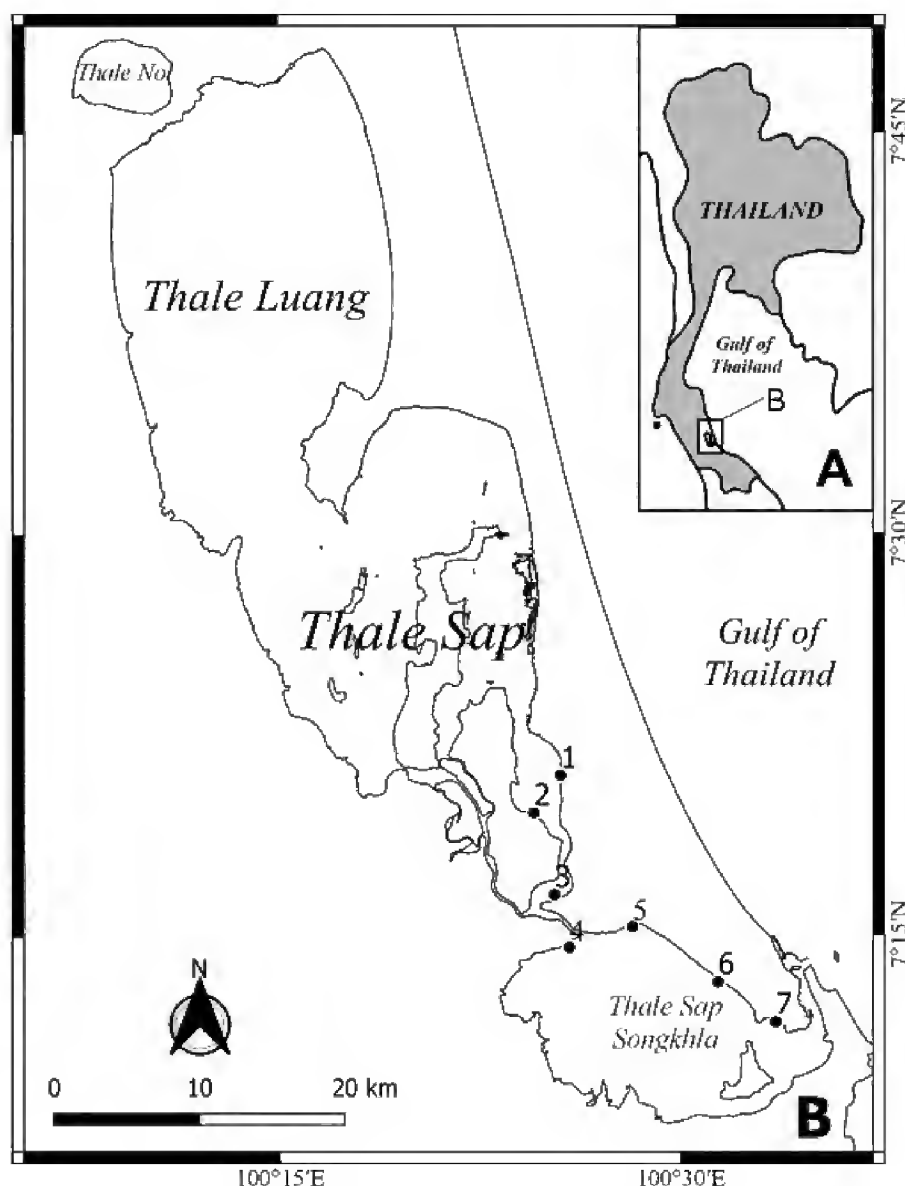 Thale No
THAILAND
Gulf of
Thailand
B
A
7°45'N
Thale Luang
7°30'N
Thale Sap
Gulf of
Thailand
1
2
3
4
5
6
7
7°15'N
Thale Sap
Songkhla
N
0 10 20 km
B
100°15'E 100°30'E